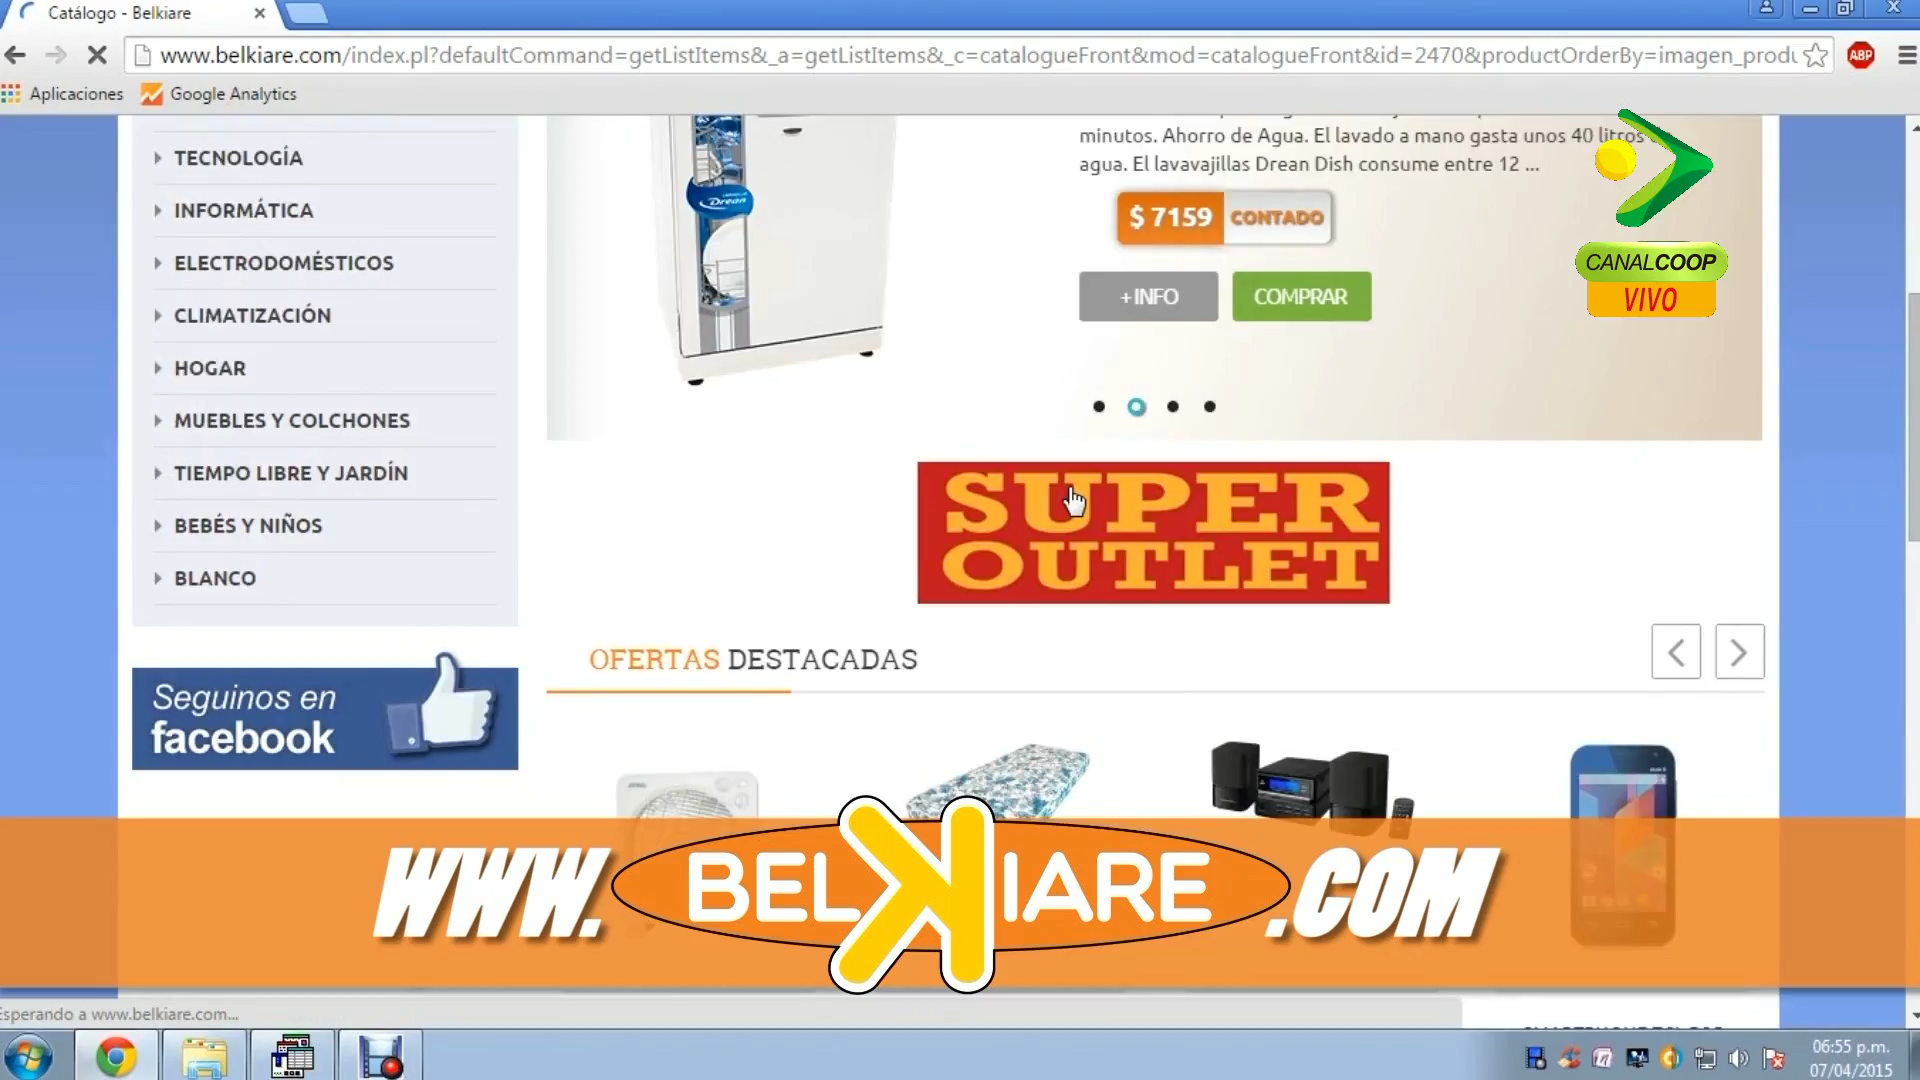 Catálogo - Belkiare
www.belkiare.com/index.pl?defaultCommand=getListItems&_a=getListItems&_c=catalogueFront&mod=catalogueFront&id=2470&productOrderBy=imagen_produ
ABP
Aplicaciones
Google Analytics
TECNOLOGÍA
INFORMÁTICA
ELECTRODOMÉSTICOS
CLIMATIZACIÓN
HOGAR
MUEBLES Y COLCHONES
TIEMPO LIBRE Y JARDÍN
BEBÉS Y NIÑOS
BLANCO
Seguinos en
facebook
Drean
minutos. Ahorro de Agua. El lavado a mano gasta unos 40 litros
agua. El lavavajillas Drean Dish consume entre 12 ...
$ 7159 CONTADO
+INFO
COMPRAR
CANALCOOP
VIVO
SUPER
OUTLET
OFERTAS DESTACADAS
WWW. BELKIARE .COM
Esperando a www.belkiare.com...
06:55 p.m.
07/04/2015